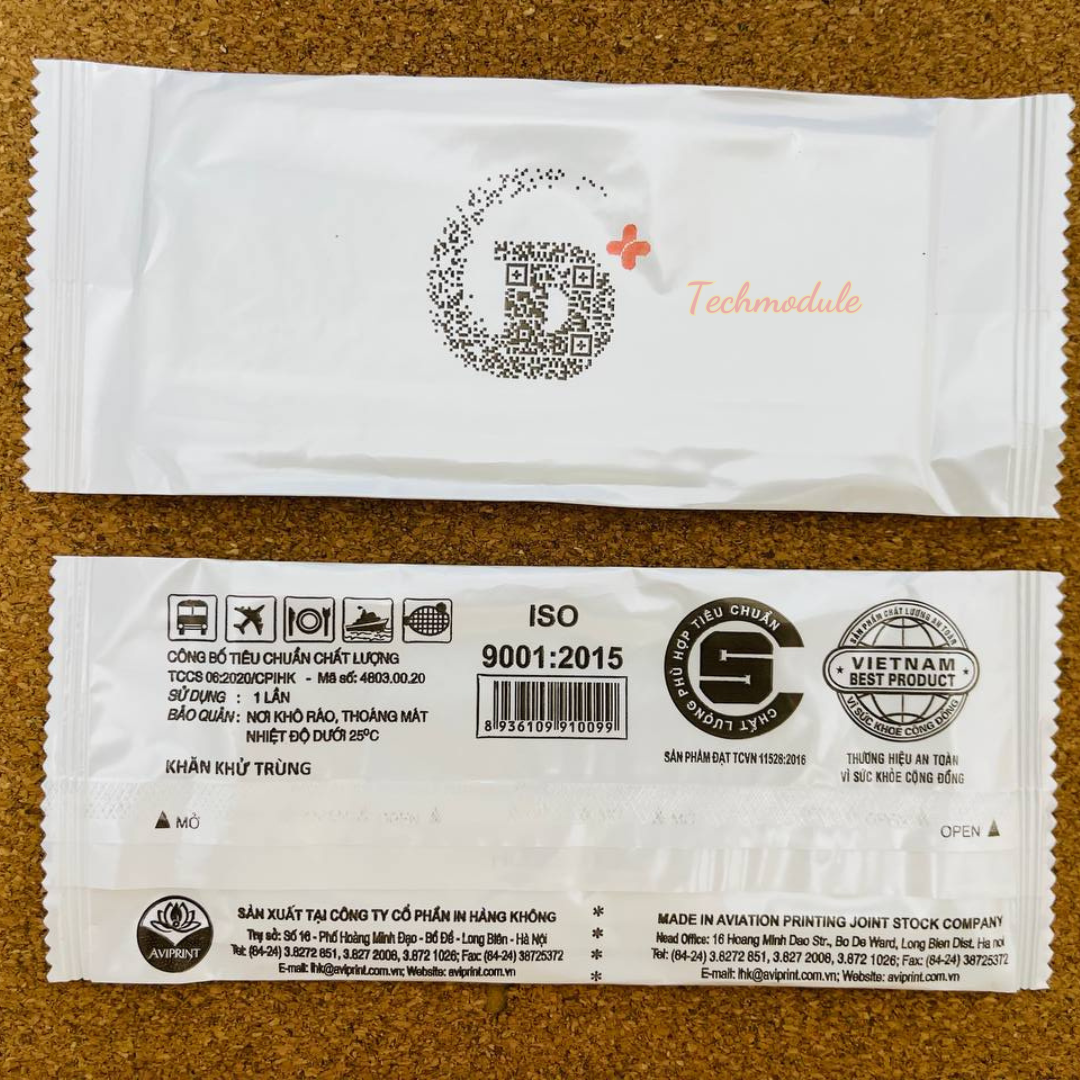 Techmodule
CÔNG BỐ TIÊU CHUẨN CHẤT LƯỢNG
TCCS 06:2020/CPIHK - Mã số: 4803.00.20
SỬ DỤNG : 1 LẦN
BẢO QUẢN : NƠI KHÔ RÁO, THOÁNG MÁT
NHIỆT ĐỘ DƯỚI 25ºC
KHĂN KHỬ TRÙNG
ISO
9001:2015
8 936109 910099
CHẤT LƯỢNG PHÙ HỢP TIÊU CHUẨN
SẢN PHẨM ĐẠT TCVN 11528:2016
SẢN PHẨM CHẤT LƯỢNG AN TOÀN
VIETNAM
BEST PRODUCT
VÌ SỨC KHỎE CỘNG ĐỒNG
THƯƠNG HIỆU AN TOÀN
VÌ SỨC KHỎE CỘNG ĐỒNG
MỞ
OPEN
AVIPRINT
SẢN XUẤT TẠI CÔNG TY CỔ PHẦN IN HÀNG KHÔNG
Trụ sở: Số 16 - Phố Hoàng Minh Đạo - Bồ Đề - Long Biên - Hà Nội
Tel: (84-24) 3.8272 851, 3.827 2008, 3.872 1026; Fax: (84-24) 38725372
E-mail: ihk@aviprint.com.vn; Website: aviprint.com.vn
MADE IN AVIATION PRINTING JOINT STOCK COMPANY
Head Office: 16 Hoang Minh Dao Str., Bo De Ward, Long Bien Dist. Ha noi
Tel: (84-24) 3.8272 851, 3.827 2008, 3.872 1026; Fax: (84-24) 38725372
E-mail: ihk@aviprint.com.vn; Website: aviprint.com.vn